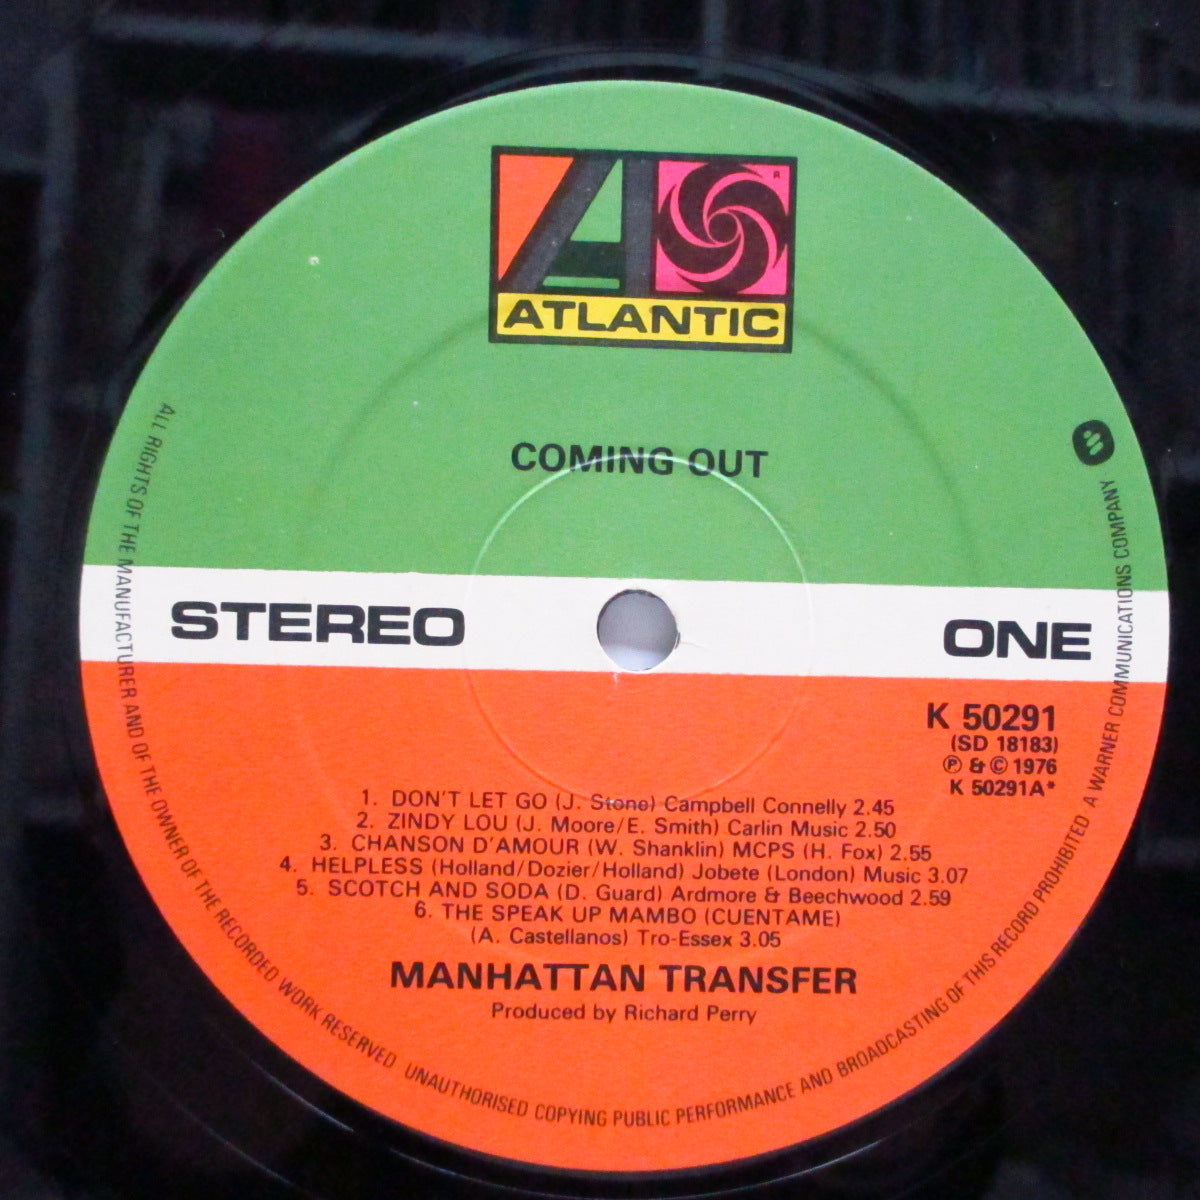 R
ATLANTIC
COMING OUT
STEREO
ONE
K 50291
(SD 18183)
Ⓟ & © 1976
K 50291A*
1. DON'T LET GO (J. Stone) Campbell Connelly 2.45
2. ZINDY LOU (J. Moore/E. Smith) Carlin Music 2.50
3. CHANSON D'AMOUR (W. Shanklin) MCPS (H. Fox) 2.55
4. HELPLESS (Holland/Dozier/Holland) Jobete (London) Music 3.07
5. SCOTCH AND SODA (D. Guard) Ardmore & Beechwood 2.59
6. THE SPEAK UP MAMBO (CUENTAME)
(A. Castellanos) Tro-Essex 3.05
MANHATTAN TRANSFER
Produced by Richard Perry
ALL RIGHTS OF THE MANUFACTURER AND OF THE OWNER OF THE RECORDED WORK RESERVED UNAUTHORISED COPYING PUBLIC PERFORMANCE AND BROADCASTING OF THIS RECORD PROHIBITED A WARNER COMMUNICATIONS COMPANY